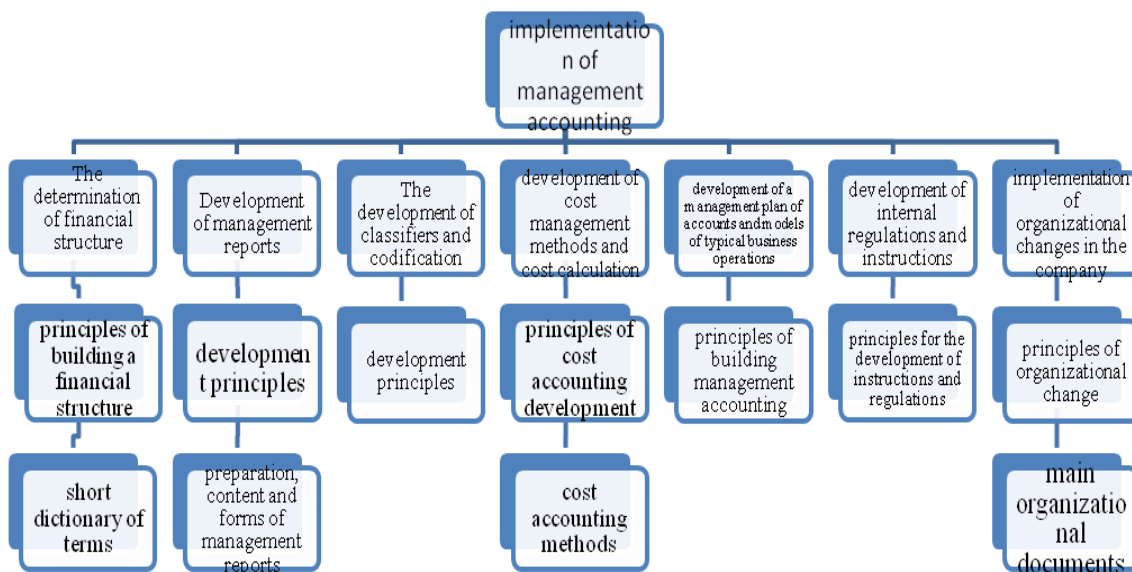 implementatio
n of
management
accounting
The
determination
of financial
structure
Development
of management
reports
The
development of
classifiers and
codification
development of
cost
management
methods and
cost calculation
development of a
management plan of
accounts and models
of typical business
operations
development of
internal
regulations and
instructions
implementation
of
organizational
changes in the
company
principles of
building a
financial
structure
developmen
t principles
development
principles
principles of
cost
accounting
development
principles of
building
management
accounting
principles for the
development of
instructions and
regulations
principles of
organizational
change
short
dictionary of
terms
preparation,
content and
forms of
management
reports
cost
accounting
methods
main
organizatio
nal
documents